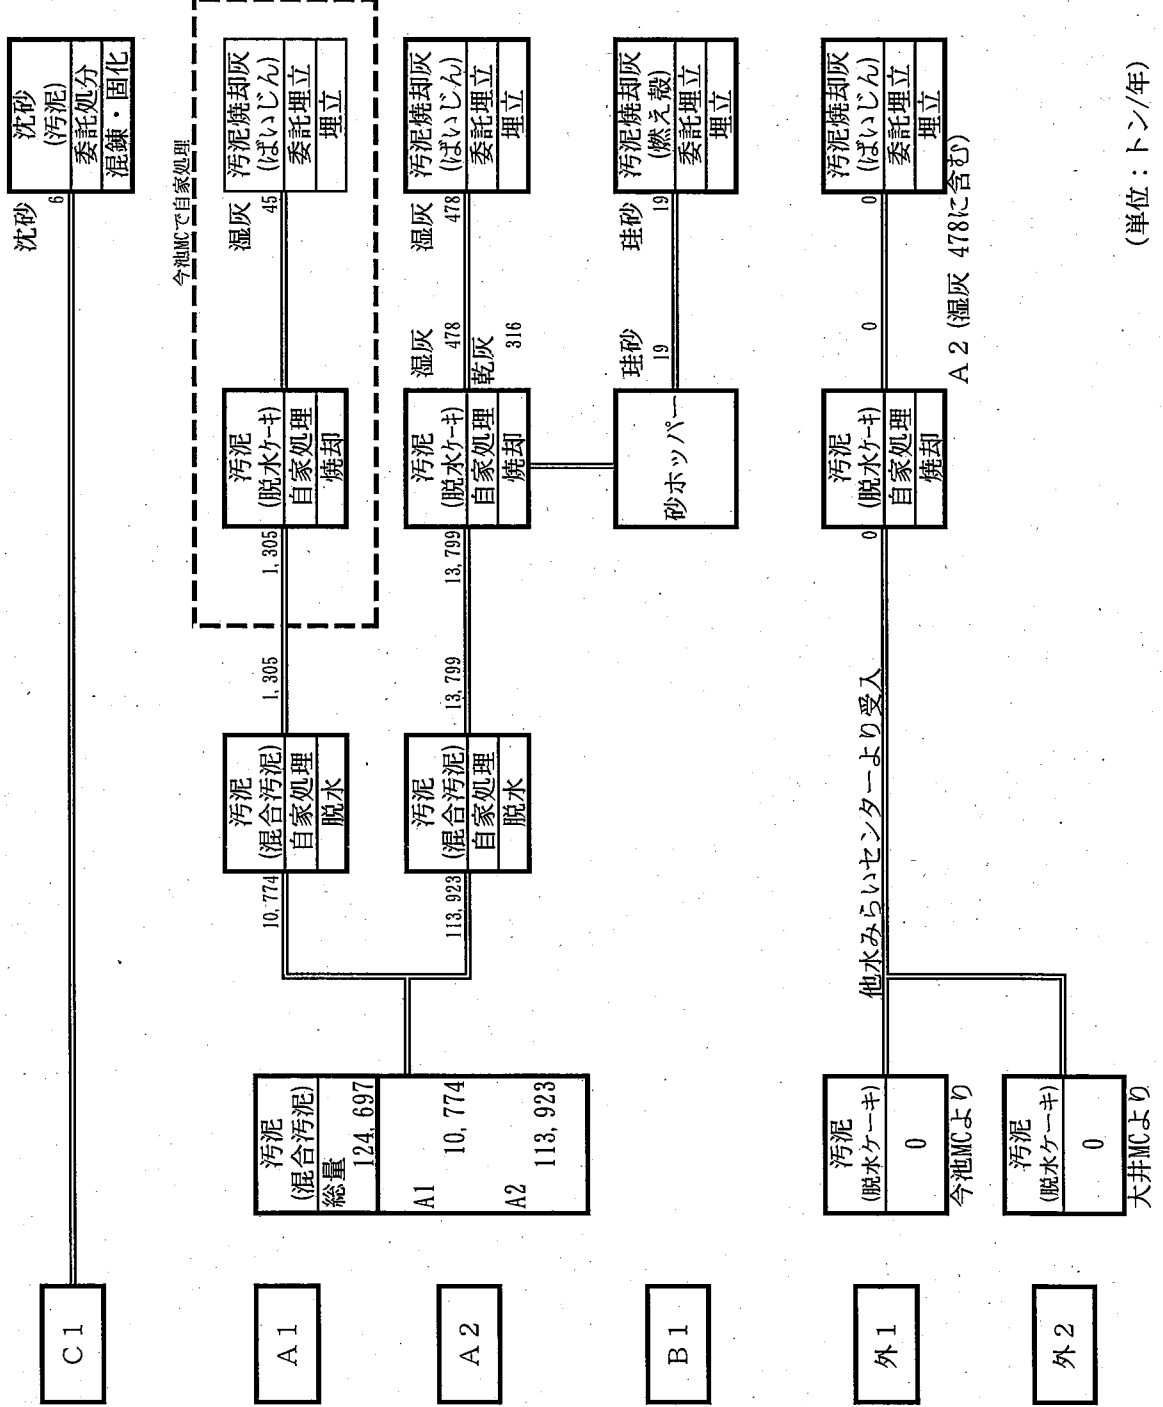 C1
沈砂
6
沈砂
(汚泥)
委託処分
混錬・固化
A1
汚泥
(混合汚泥)
総量
124,697
A1
10,774
A2
113,923
10,774
汚泥
(混合汚泥)
自家処理
脱水
1,305
1,305
今池MCで自家処理
汚泥
(脱水ケーキ)
自家処理
焼却
湿灰
45
汚泥焼却灰
(ばいじん)
委託埋立
埋立
A2
113,923
汚泥
(混合汚泥)
自家処理
脱水
13,799
13,799
汚泥
(脱水ケーキ)
自家処理
焼却
湿灰
478
乾灰
316
湿灰
478
汚泥焼却灰
(ばいじん)
委託埋立
埋立
B1
砂ホッパー
珪砂
19
珪砂
19
汚泥焼却灰
(燃え殻)
委託埋立
埋立
外1
汚泥
(脱水ケーキ)
0
今池MCより
他水みらいセンターより受入
0
汚泥
(脱水ケーキ)
自家処理
焼却
0
0
汚泥焼却灰
(ばいじん)
委託埋立
埋立
A2 (湿灰 478に含む)
外2
汚泥
(脱水ケーキ)
0
大井MCより
(単位：トン/年)